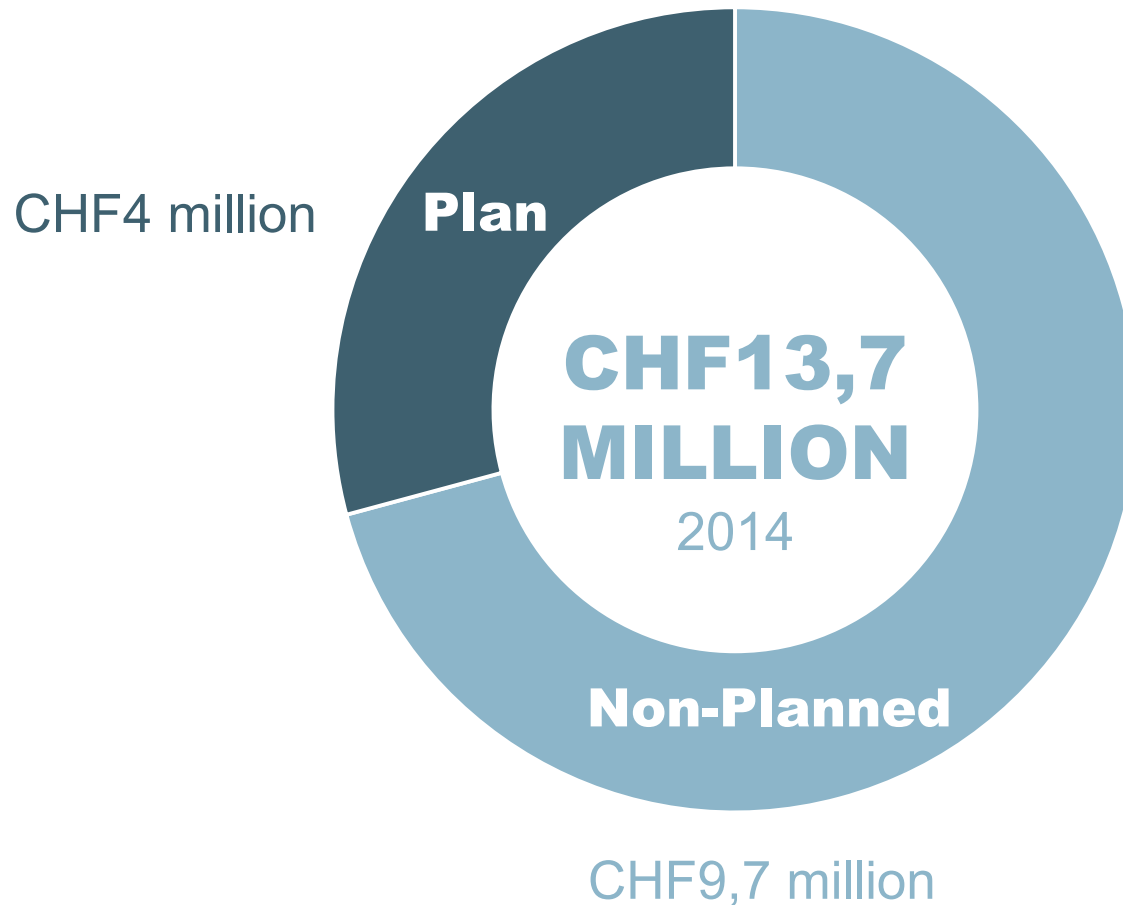 CHF4 million
Plan
CHF13,7
MILLION
2014
Non-Planned
CHF9,7 million